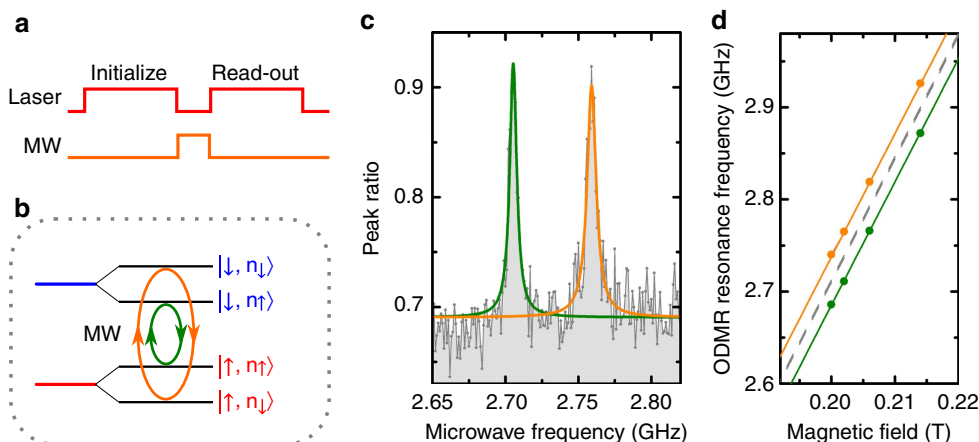 a
Initialize Read-out
Laser
MW
b
|↓, n↓⟩
|↓, n↑⟩
MW
|↑, n↑⟩
|↑, n↓⟩
c
Peak ratio
0.9
0.8
0.7
2.65 2.70 2.75 2.80
Microwave frequency (GHz)
d
ODMR resonance frequency (GHz)
2.9
2.8
2.7
2.6
0.20 0.21 0.22
Magnetic field (T)